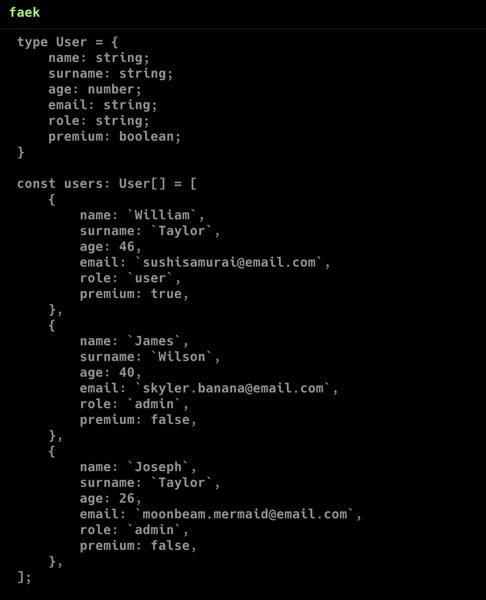 faek
type User = {
    name: string;
    surname: string;
    age: number;
    email: string;
    role: string;
    premium: boolean;
}
const users: User[] = [
    {
        name: `William`,
        surname: `Taylor`,
        age: 46,
        email: `sushisamurai@email.com`,
        role: `user`,
        premium: true,
    },
    {
        name: `James`,
        surname: `Wilson`,
        age: 40,
        email: `skyler.banana@email.com`,
        role: `admin`,
        premium: false,
    },
    {
        name: `Joseph`,
        surname: `Taylor`,
        age: 26,
        email: `moonbeam.mermaid@email.com`,
        role: `admin`,
        premium: false,
    },
];